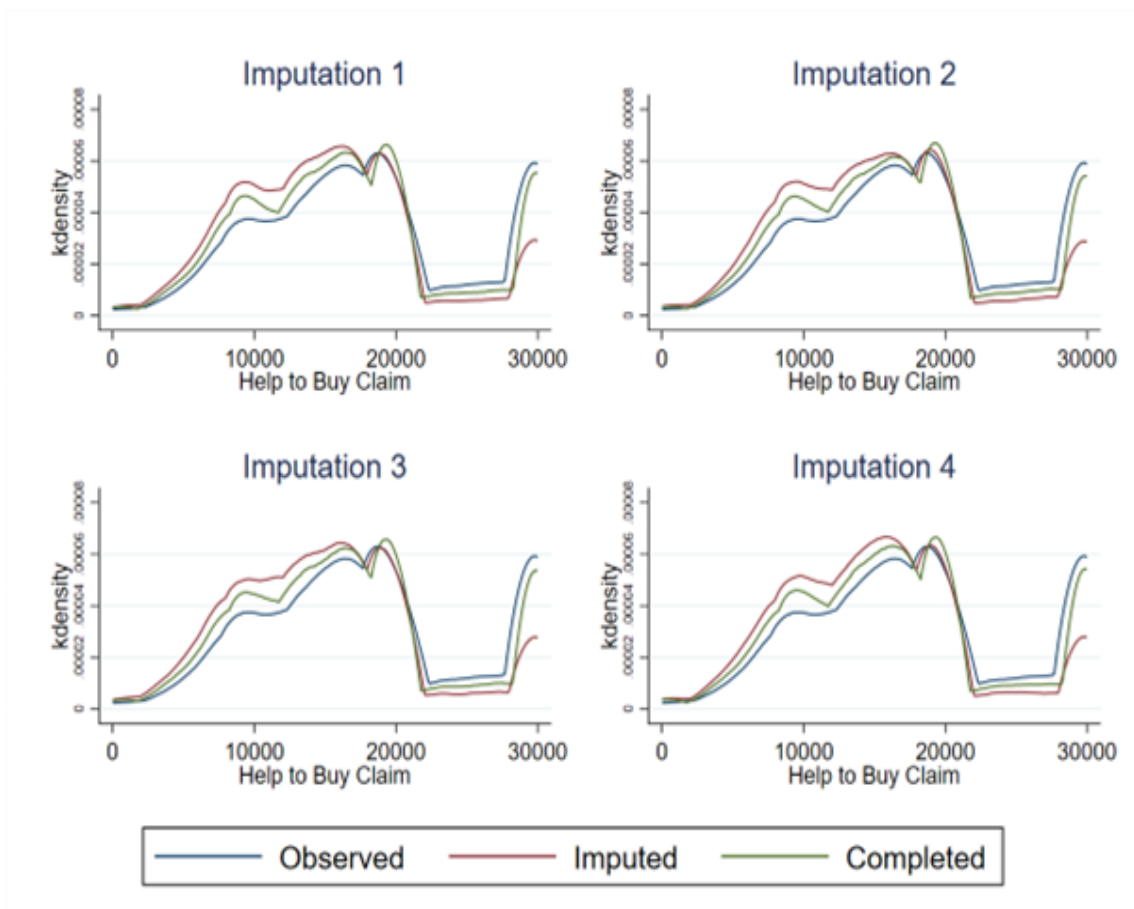 Imputation 1
kdensity
0 .00002 .00004 .00006 .00008
0 10000 20000 30000
Help to Buy Claim
Imputation 2
kdensity
0 .00002 .00004 .00006 .00008
0 10000 20000 30000
Help to Buy Claim
Imputation 3
kdensity
0 .00002 .00004 .00006 .00008
0 10000 20000 30000
Help to Buy Claim
Imputation 4
kdensity
0 .00002 .00004 .00006 .00008
0 10000 20000 30000
Help to Buy Claim
Observed Imputed Completed